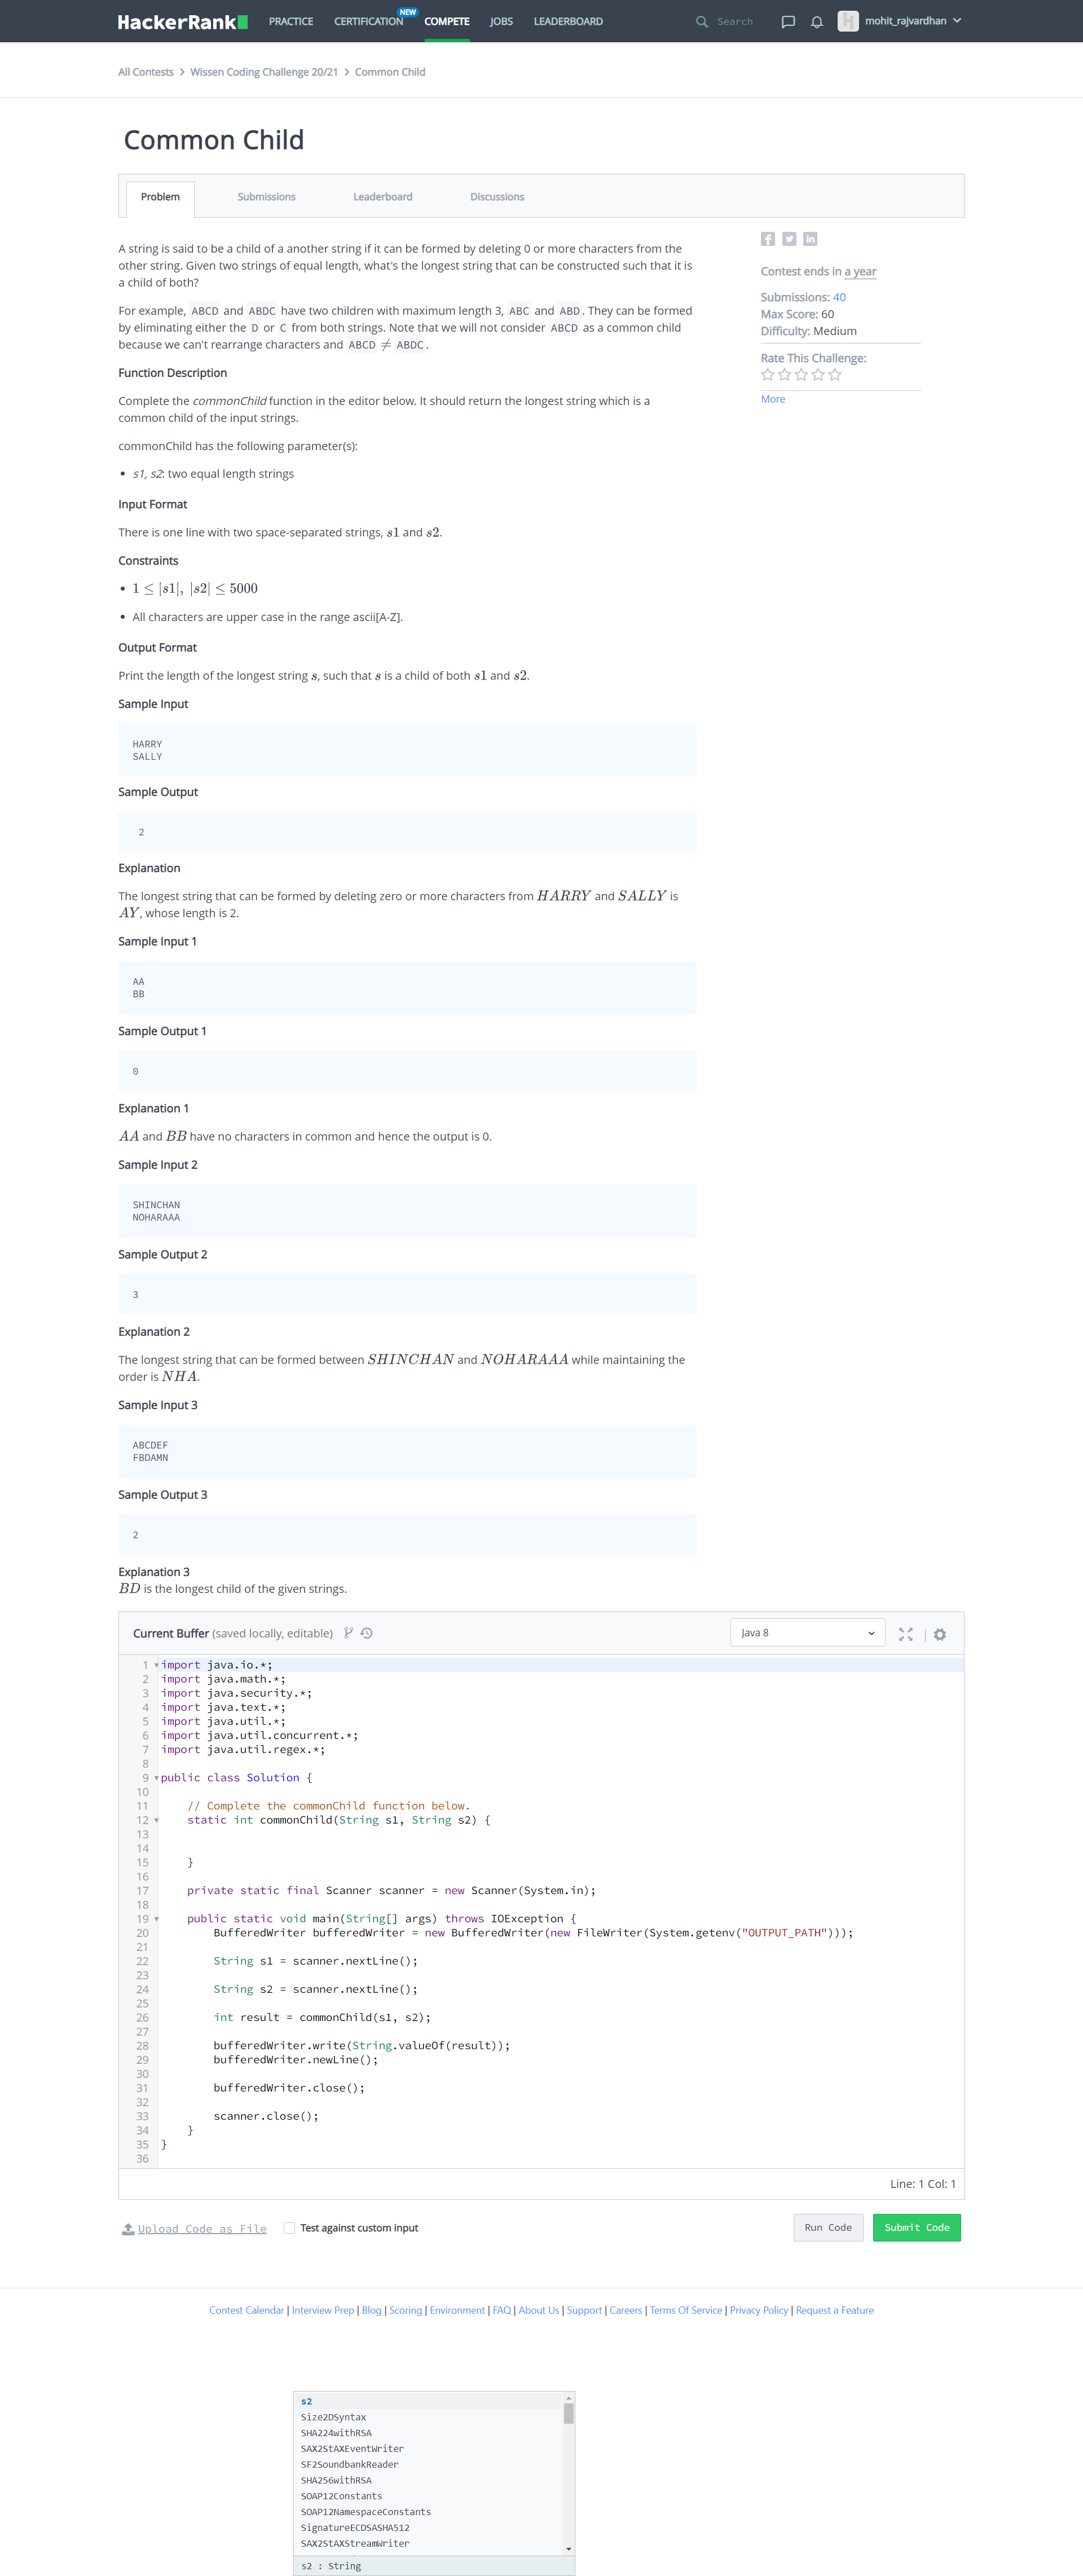 HackerRank
PRACTICE
CERTIFICATION
NEW
COMPETE
JOBS
LEADERBOARD
Search
mohit_rajvardhan
All Contests > Wissen Coding Challenge 20/21 > Common Child
Common Child
Problem
Submissions
Leaderboard
Discussions
A string is said to be a child of a another string if it can be formed by deleting 0 or more characters from the
other string. Given two strings of equal length, what's the longest string that can be constructed such that it is
a child of both?
For example, ABCD and ABDC have two children with maximum length 3, ABC and ABD. They can be formed
by eliminating either the D or C from both strings. Note that we will not consider ABCD as a common child
because we can't rearrange characters and ABCD ≠ ABDC.
Function Description
Complete the commonChild function in the editor below. It should return the longest string which is a
common child of the input strings.
commonChild has the following parameter(s):
• s1, s2: two equal length strings
Input Format
There is one line with two space-separated strings, s1 and s2.
Constraints
• 1 ≤ |s1|, |s2| ≤ 5000
• All characters are upper case in the range ascii[A-Z].
Output Format
Print the length of the longest string s, such that s is a child of both s1 and s2.
Sample Input
HARRY
SALLY
Sample Output
2
Explanation
The longest string that can be formed by deleting zero or more characters from HARRY and SALLY is
AY, whose length is 2.
Sample Input 1
AA
BB
Sample Output 1
0
Explanation 1
AA and BB have no characters in common and hence the output is 0.
Sample Input 2
SHINCHAN
NOHARAAA
Sample Output 2
3
Explanation 2
The longest string that can be formed between SHINCHAN and NOHARAAA while maintaining the
order is NHA.
Sample Input 3
ABCDEF
FBDAMN
Sample Output 3
2
Explanation 3
BD is the longest child of the given strings.
Contest ends in a year
Submissions: 40
Max Score: 60
Difficulty: Medium
Rate This Challenge:
More
Current Buffer (saved locally, editable)
Java 8
1 import java.io.*;
2 import java.math.*;
3 import java.security.*;
4 import java.text.*;
5 import java.util.*;
6 import java.util.concurrent.*;
7 import java.util.regex.*;
8
9 public class Solution {
10
11     // Complete the commonChild function below.
12     static int commonChild(String s1, String s2) {
13
14
15     }
16
17     private static final Scanner scanner = new Scanner(System.in);
18
19     public static void main(String[] args) throws IOException {
20         BufferedWriter bufferedWriter = new BufferedWriter(new FileWriter(System.getenv("OUTPUT_PATH")));
21
22         String s1 = scanner.nextLine();
23
24         String s2 = scanner.nextLine();
25
26         int result = commonChild(s1, s2);
27
28         bufferedWriter.write(String.valueOf(result));
29         bufferedWriter.newLine();
30
31         bufferedWriter.close();
32
33         scanner.close();
34     }
35 }
36
Line: 1 Col: 1
Upload Code as File
Test against custom input
Run Code
Submit Code
Contest Calendar | Interview Prep | Blog | Scoring | Environment | FAQ | About Us | Support | Careers | Terms Of Service | Privacy Policy | Request a Feature
s2
Size2DSyntax
SHA224withRSA
SAX2StAXEventWriter
SF2SoundbankReader
SHA256withRSA
SOAP12Constants
SOAP12NamespaceConstants
SignatureECDSASHA512
SAX2StAXStreamWriter
s2 : String